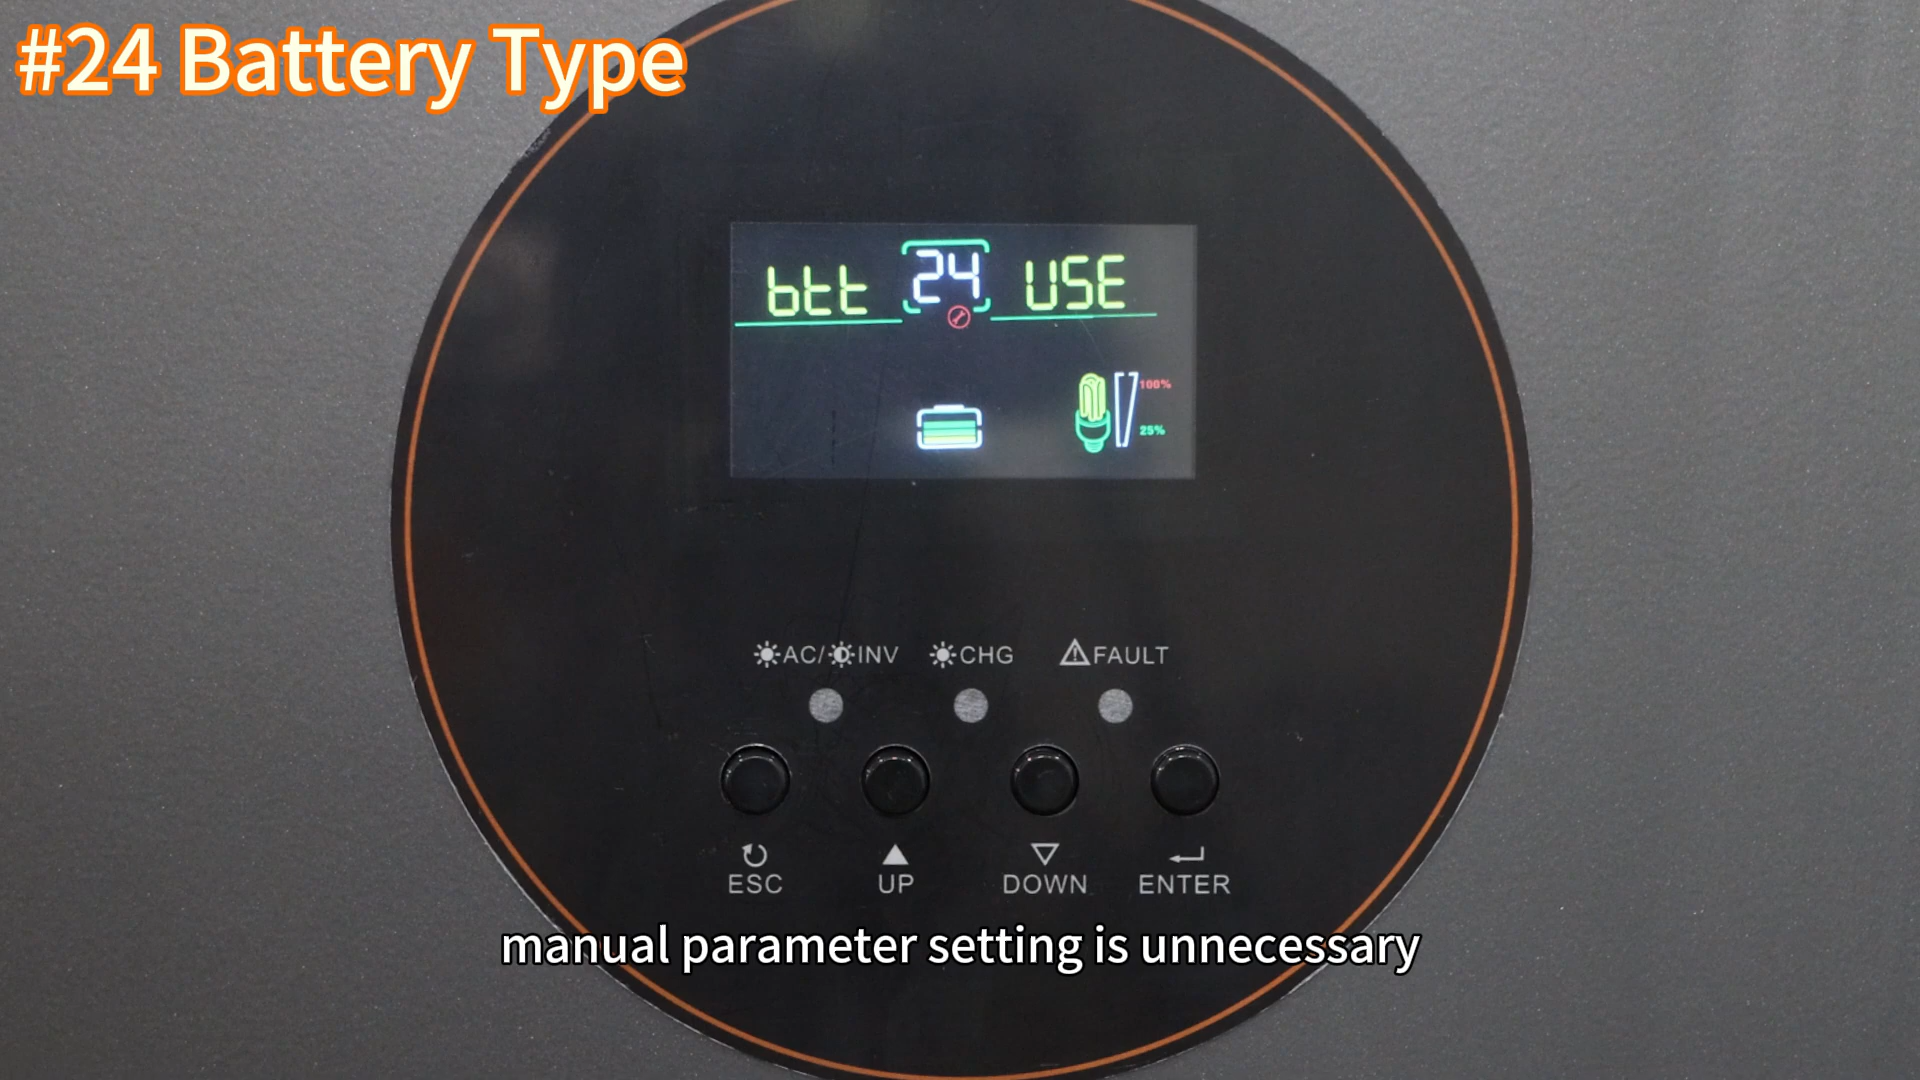 #24 Battery Type
btt 24 USE
100%
25%
AC/INV CHG FAULT
ESC UP DOWN ENTER
manual parameter setting is unnecessary